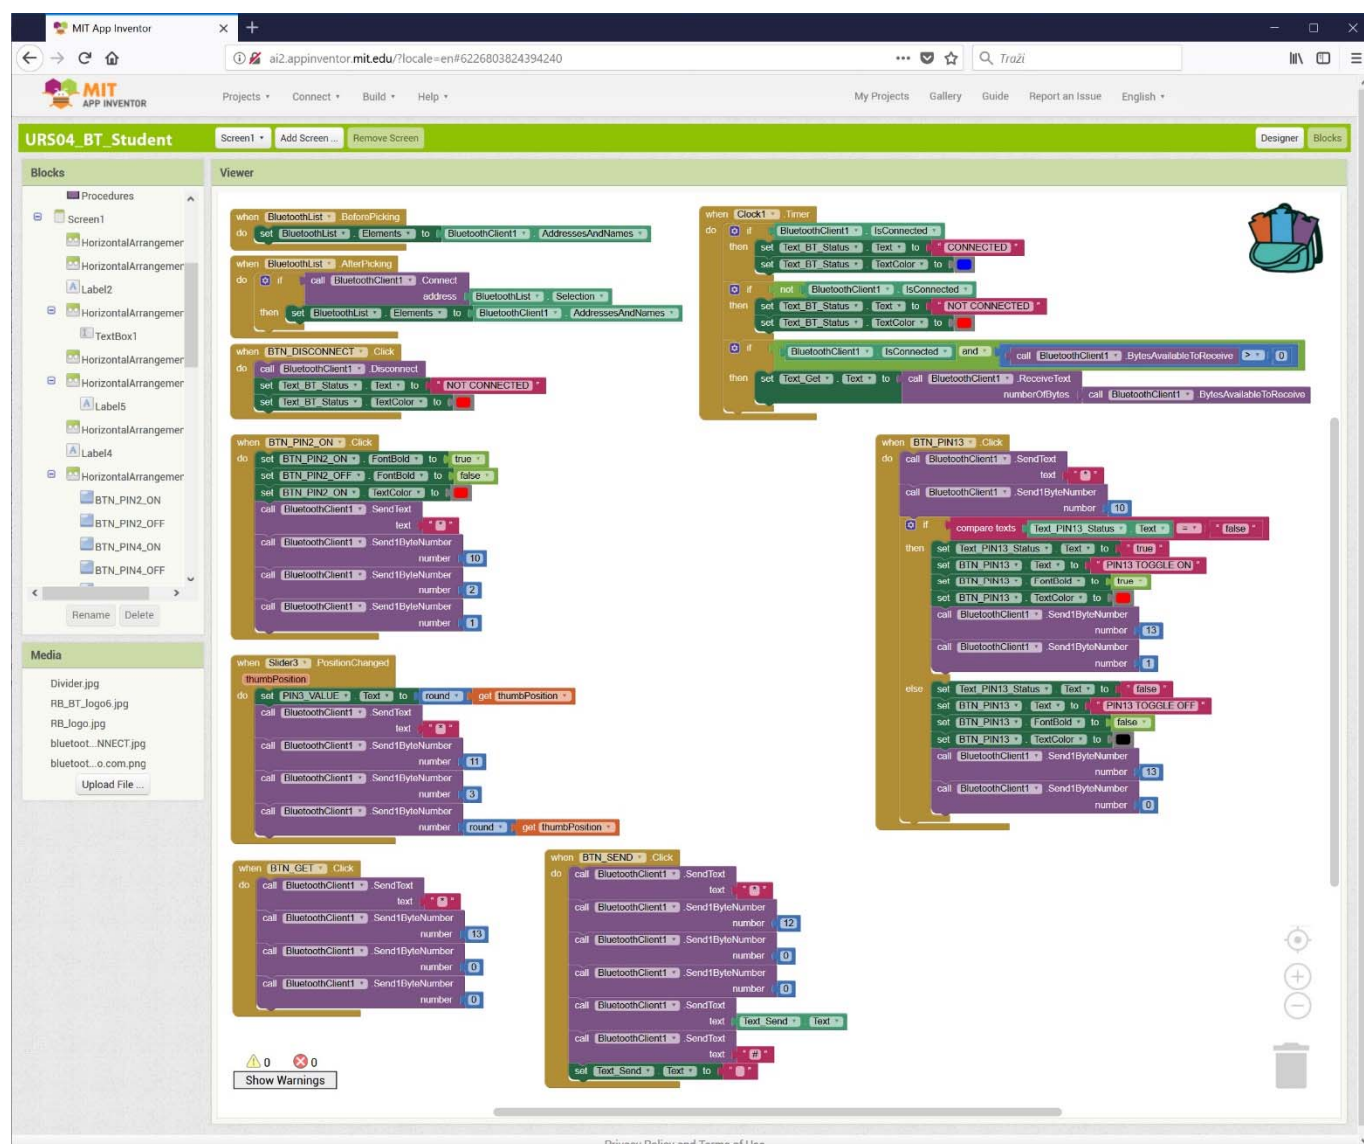 MIT App Inventor
ai2.appinventor.mit.edu/?locale=en#6226803824394240
Traži
MIT
APP INVENTOR
Projects Connect Build Help
My Projects Gallery Guide Report an Issue English
URS04_BT_Student
Screen1 Add Screen ... Remove Screen
Designer Blocks
Blocks
Procedures
Screen1
HorizontalArrangemer
HorizontalArrangemer
Label2
HorizontalArrangemer
TextBox1
HorizontalArrangemer
HorizontalArrangemer
Label5
HorizontalArrangemer
Label4
HorizontalArrangemer
BTN_PIN2_ON
BTN_PIN2_OFF
BTN_PIN4_ON
BTN_PIN4_OFF
Rename Delete
Media
Divider.jpg
RB_BT_logo6.jpg
RB_logo.jpg
bluetoot...NNECT.jpg
bluetoot...o.com.png
Upload File ...
Viewer
when BluetoothList .BeforePicking
do set BluetoothList . Elements to BluetoothClient1 . AddressesAndNames
when BluetoothList .AfterPicking
do if call BluetoothClient1 .Connect
address BluetoothList . Selection
then set BluetoothList . Elements to BluetoothClient1 . AddressesAndNames
when BTN_DISCONNECT .Click
do call BluetoothClient1 .Disconnect
set Text_BT_Status . Text to " NOT CONNECTED "
set Text_BT_Status . TextColor to
when BTN_PIN2_ON .Click
do set BTN_PIN2_ON . FontBold to true
set BTN_PIN2_OFF . FontBold to false
set BTN_PIN2_ON . TextColor to
call BluetoothClient1 .SendText
text " * "
call BluetoothClient1 .Send1ByteNumber
number 10
call BluetoothClient1 .Send1ByteNumber
number 2
call BluetoothClient1 .Send1ByteNumber
number 1
when Slider3 .PositionChanged
thumbPosition
do set PIN3_VALUE . Text to round get thumbPosition
call BluetoothClient1 .SendText
text " * "
call BluetoothClient1 .Send1ByteNumber
number 11
call BluetoothClient1 .Send1ByteNumber
number 3
call BluetoothClient1 .Send1ByteNumber
number round get thumbPosition
when BTN_GET .Click
do call BluetoothClient1 .SendText
text " * "
call BluetoothClient1 .Send1ByteNumber
number 13
call BluetoothClient1 .Send1ByteNumber
number 0
call BluetoothClient1 .Send1ByteNumber
number 0
0 0
Show Warnings
when BTN_SEND .Click
do call BluetoothClient1 .SendText
text " * "
call BluetoothClient1 .Send1ByteNumber
number 12
call BluetoothClient1 .Send1ByteNumber
number 0
call BluetoothClient1 .Send1ByteNumber
number 0
call BluetoothClient1 .SendText
text Text_Send . Text
call BluetoothClient1 .SendText
text " # "
set Text_Send . Text to " "
when Clock1 .Timer
do if BluetoothClient1 . IsConnected
then set Text_BT_Status . Text to " CONNECTED "
set Text_BT_Status . TextColor to
if not BluetoothClient1 . IsConnected
then set Text_BT_Status . Text to " NOT CONNECTED "
set Text_BT_Status . TextColor to
if BluetoothClient1 . IsConnected and call BluetoothClient1 .BytesAvailableToReceive > 0
then set Text_Get . Text to call BluetoothClient1 .ReceiveText
numberOfBytes call BluetoothClient1 .BytesAvailableToReceive
when BTN_PIN13 .Click
do call BluetoothClient1 .SendText
text " * "
call BluetoothClient1 .Send1ByteNumber
number 10
if compare texts Text_PIN13_Status . Text = " false "
then set Text_PIN13_Status . Text to " true "
set BTN_PIN13 . Text to " PIN13 TOGGLE ON "
set BTN_PIN13 . FontBold to true
set BTN_PIN13 . TextColor to
call BluetoothClient1 .Send1ByteNumber
number 13
call BluetoothClient1 .Send1ByteNumber
number 1
else set Text_PIN13_Status . Text to " false "
set BTN_PIN13 . Text to " PIN13 TOGGLE OFF "
set BTN_PIN13 . FontBold to false
set BTN_PIN13 . TextColor to
call BluetoothClient1 .Send1ByteNumber
number 13
call BluetoothClient1 .Send1ByteNumber
number 0
Privacy Policy and Terms of Use